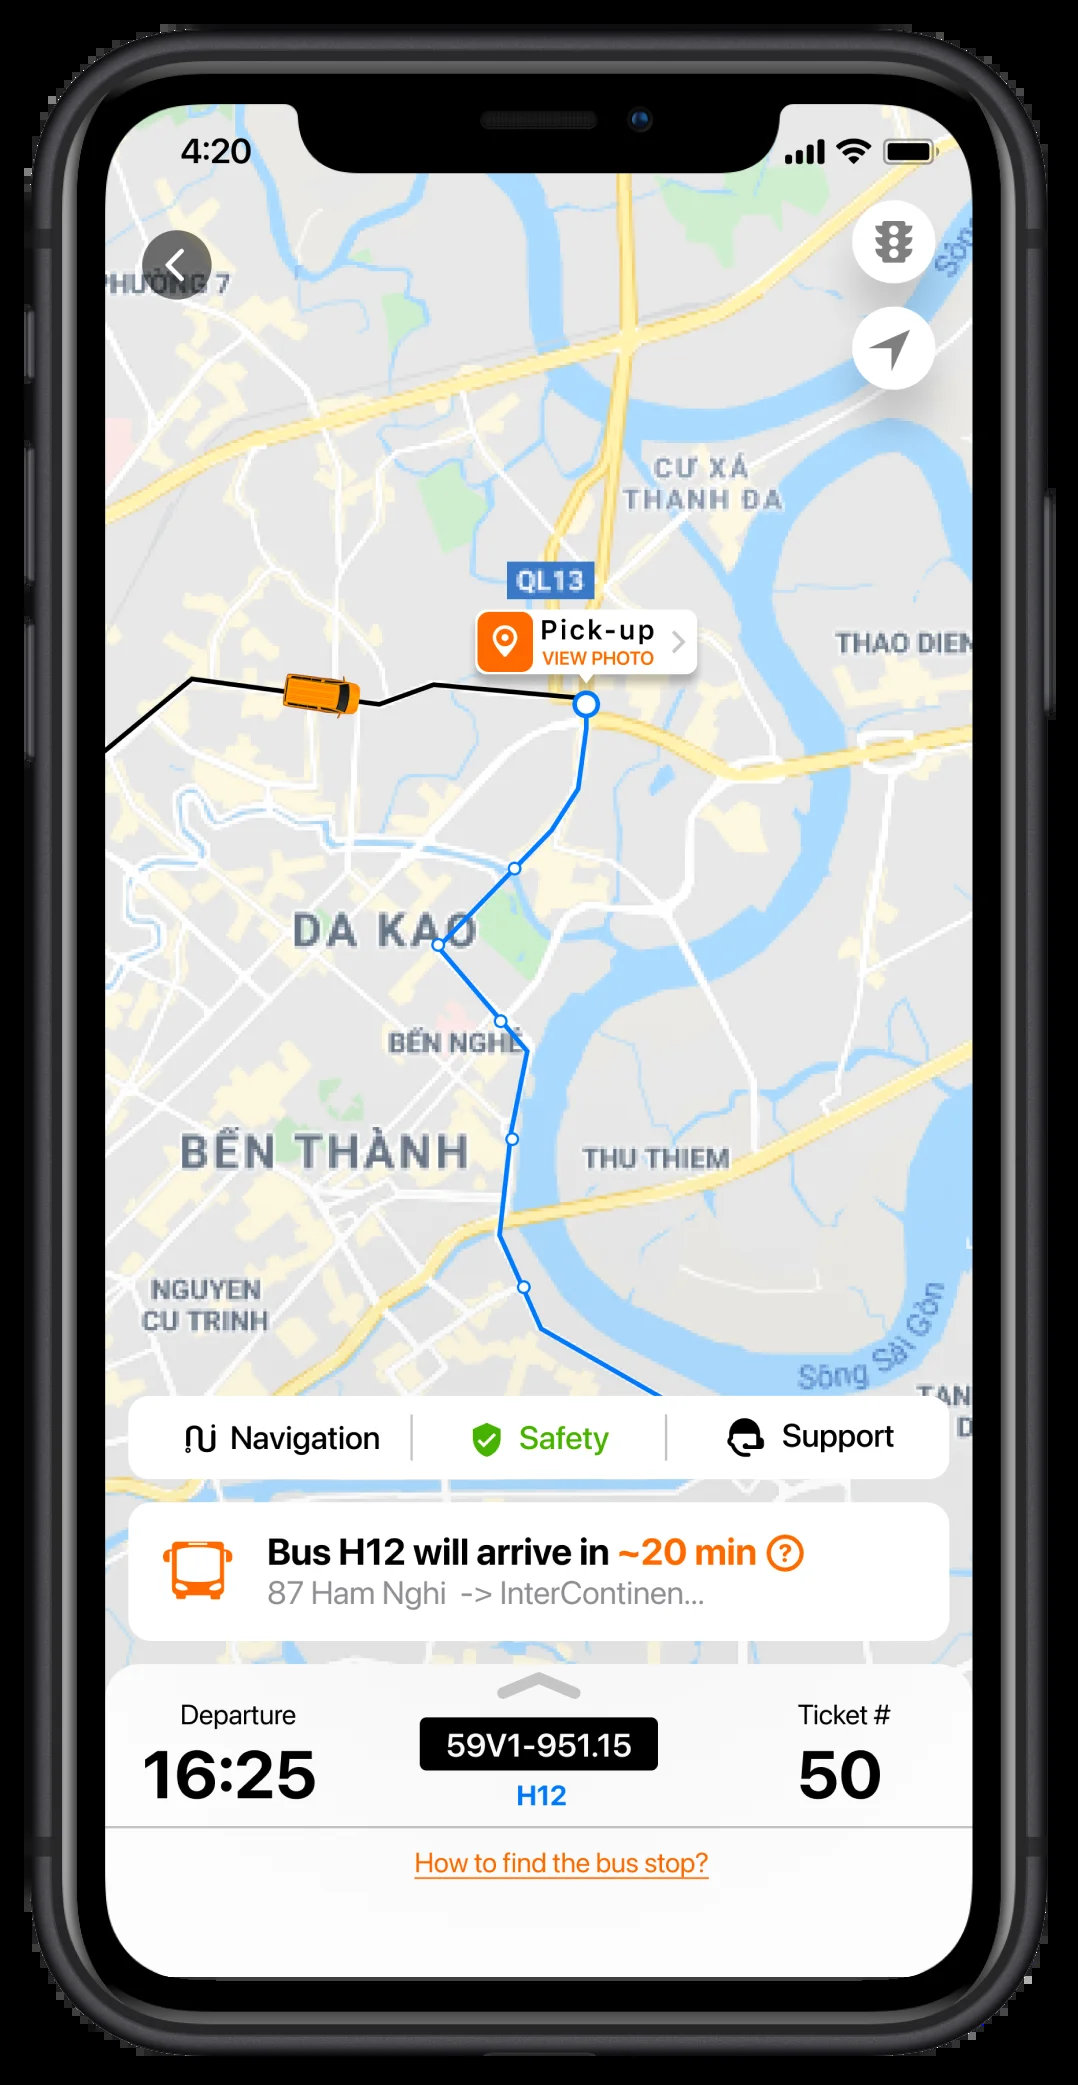 4:20
PHƯỜNG 7
Sông
CƯ XÁ
THANH ĐA
QL13
Pick-up
VIEW PHOTO
THAO DIEN
DA KAO
BẾN NGHÉ
BẾN THÀNH
THU THIEM
NGUYEN
CU TRINH
Sông Sài Gòn
TAN
Navigation
Safety
Support
Bus H12 will arrive in ~20 min ?
87 Ham Nghi -> InterContinen...
Departure
16:25
59V1-951.15
H12
Ticket #
50
How to find the bus stop?